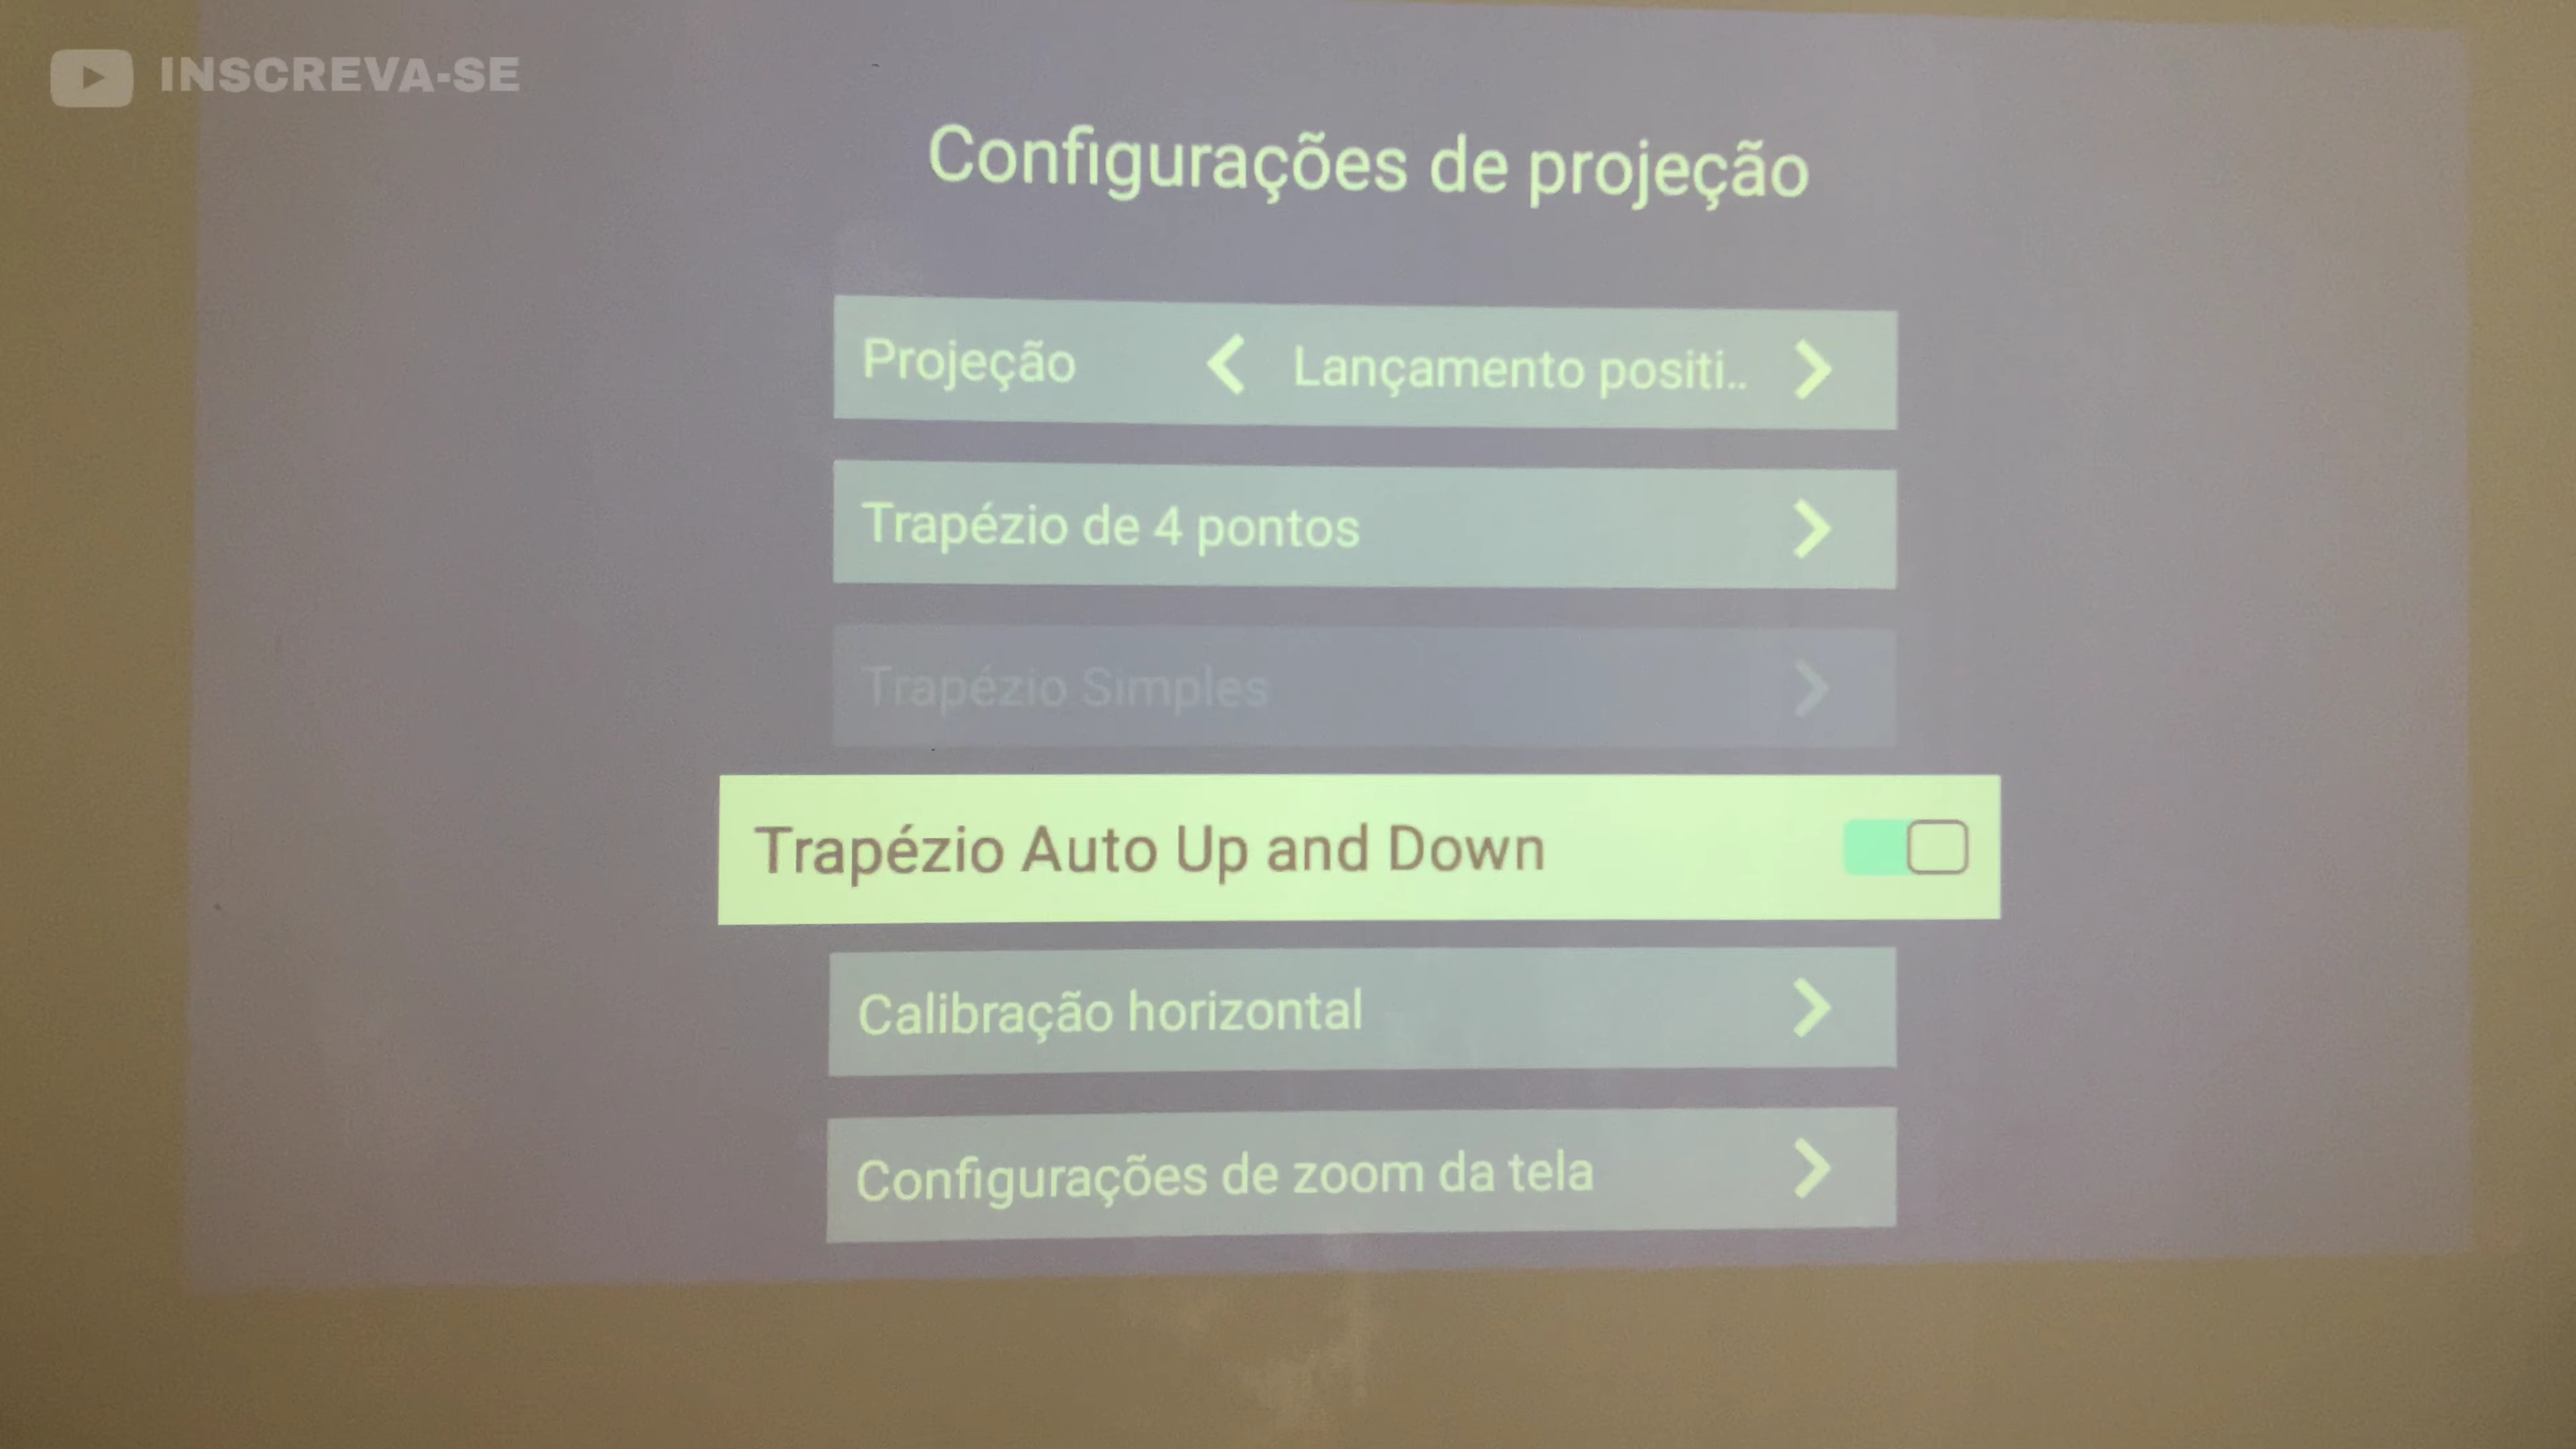 INSCREVA-SE
Configurações de projeção
Projeção Lançamento positi..
Trapézio de 4 pontos
Trapézio Simples
Trapézio Auto Up and Down
Calibração horizontal
Configurações de zoom da tela